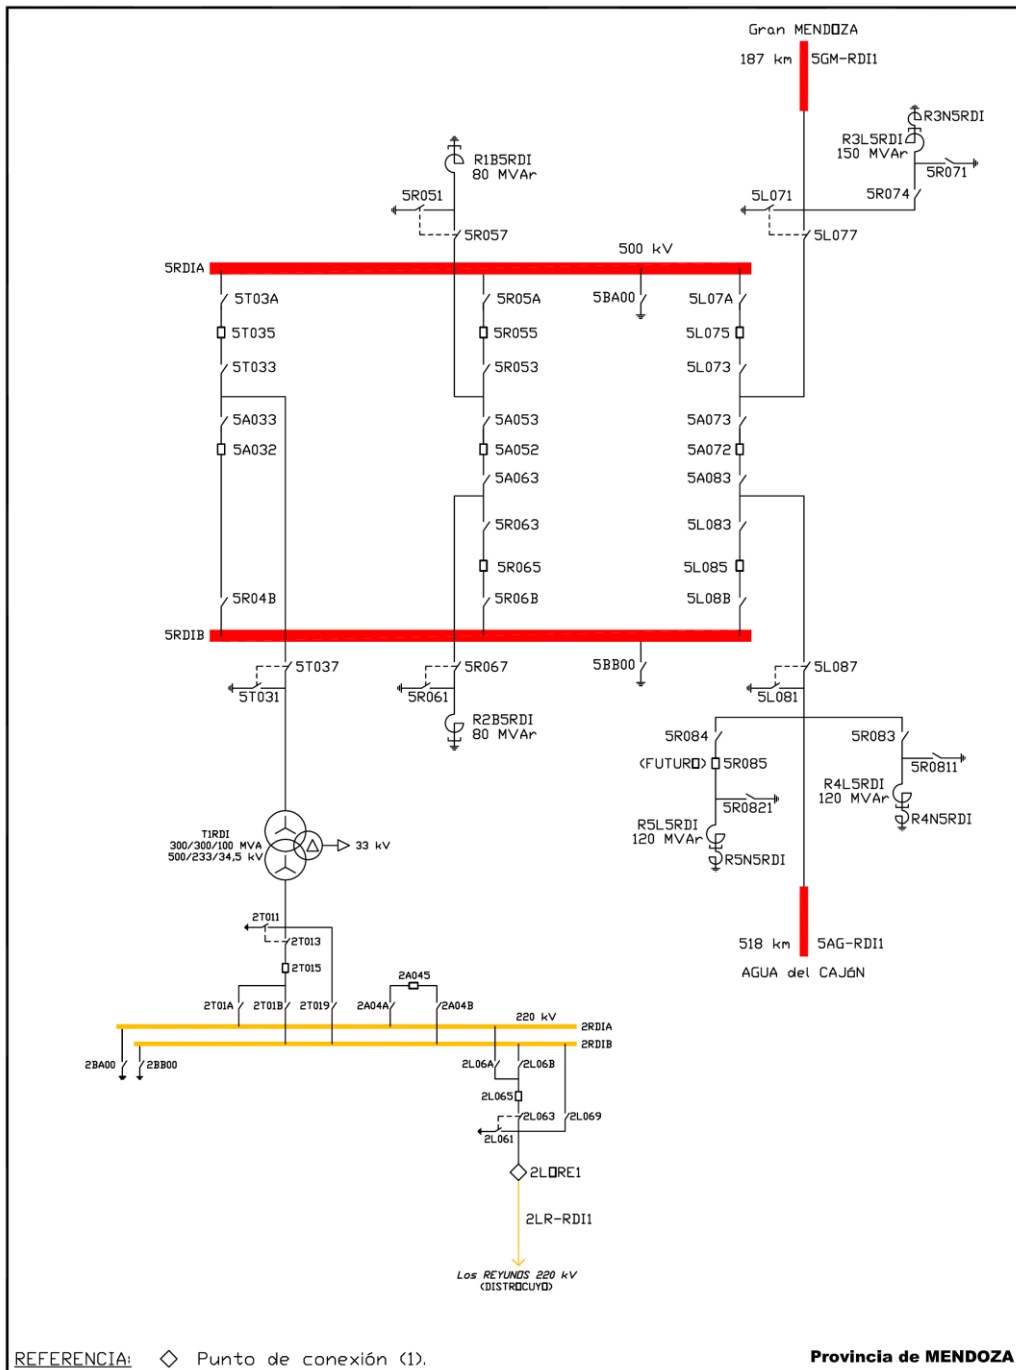 Gran MENDOZA
187 km 5GM-RDI1
R3N5RDI
R3L5RDI
150 MVAr
5R071
5R074
R1B5RDI
80 MVAr
5R051
5R057
5L071
5L077
500 kV
5RDIA
5T03A
5R05A
5BA00
5L07A
5T035
5R055
5L075
5T033
5R053
5L073
5A033
5A053
5A073
5A032
5A052
5A072
5A063
5A083
5R063
5L083
5R065
5L085
5R04B
5R06B
5L08B
5RDIB
5T037
5R067
5BB00
5L087
5T031
5R061
5L081
R2B5RDI
80 MVAr
5R084
5R083
(FUTURO) 5R085
5R0811
5R0821
R4L5RDI
120 MVAr
R4N5RDI
R5L5RDI
120 MVAr
R5N5RDI
T1RDI
300/300/100 MVA
500/233/34,5 kV
33 kV
2T011
2T013
2T015
2A045
518 km 5AG-RDI1
AGUA del CAJóN
2T01A
2T01B
2T019
2A04A
2A04B
220 kV
2RDIA
2RDIB
2BA00
2BB00
2L06A
2L06B
2L065
2L063
2L069
2L061
2LORE1
2LR-RDI1
Los REYUNOS 220 kV
(DISTROCUYO)
REFERENCIA: Punto de conexión (1).
Provincia de MENDOZA